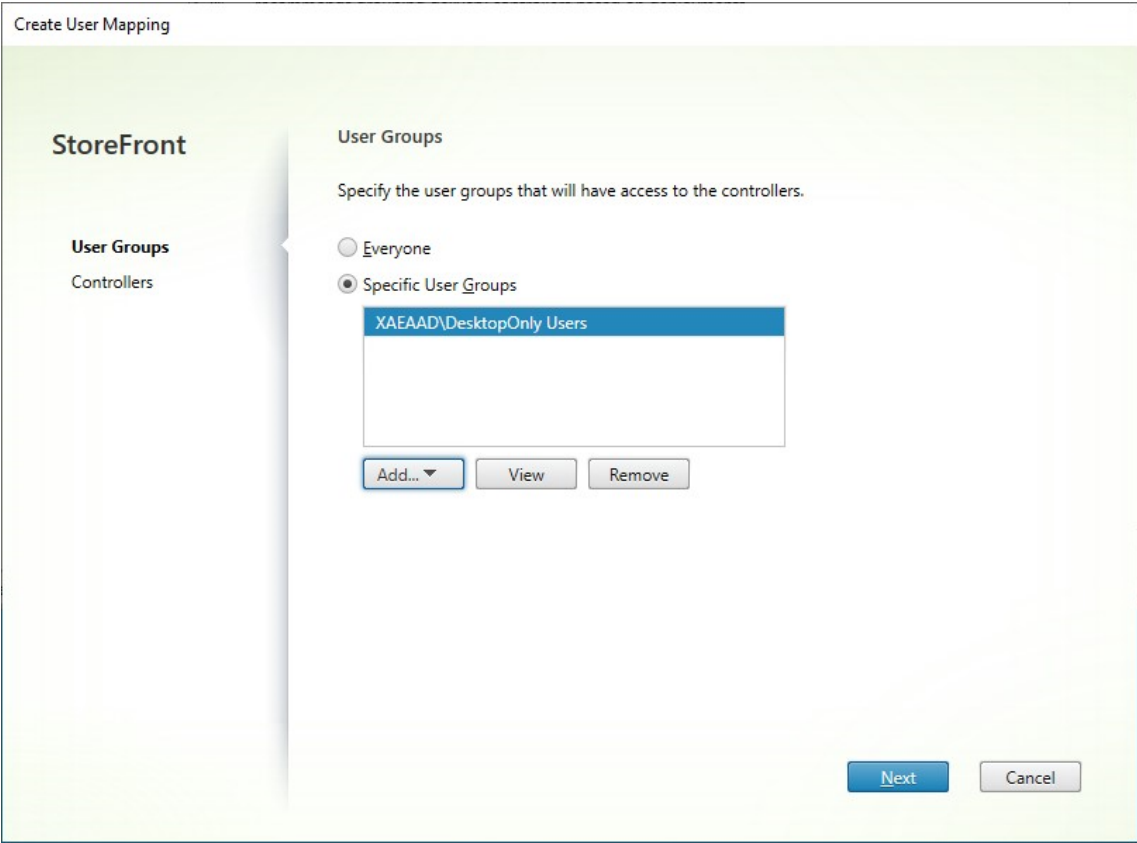 Create User Mapping
StoreFront
User Groups
Controllers
User Groups
Specify the user groups that will have access to the controllers.
Everyone
Specific User Groups
XAEAAD\DesktopOnly Users
Add...
View
Remove
Next
Cancel